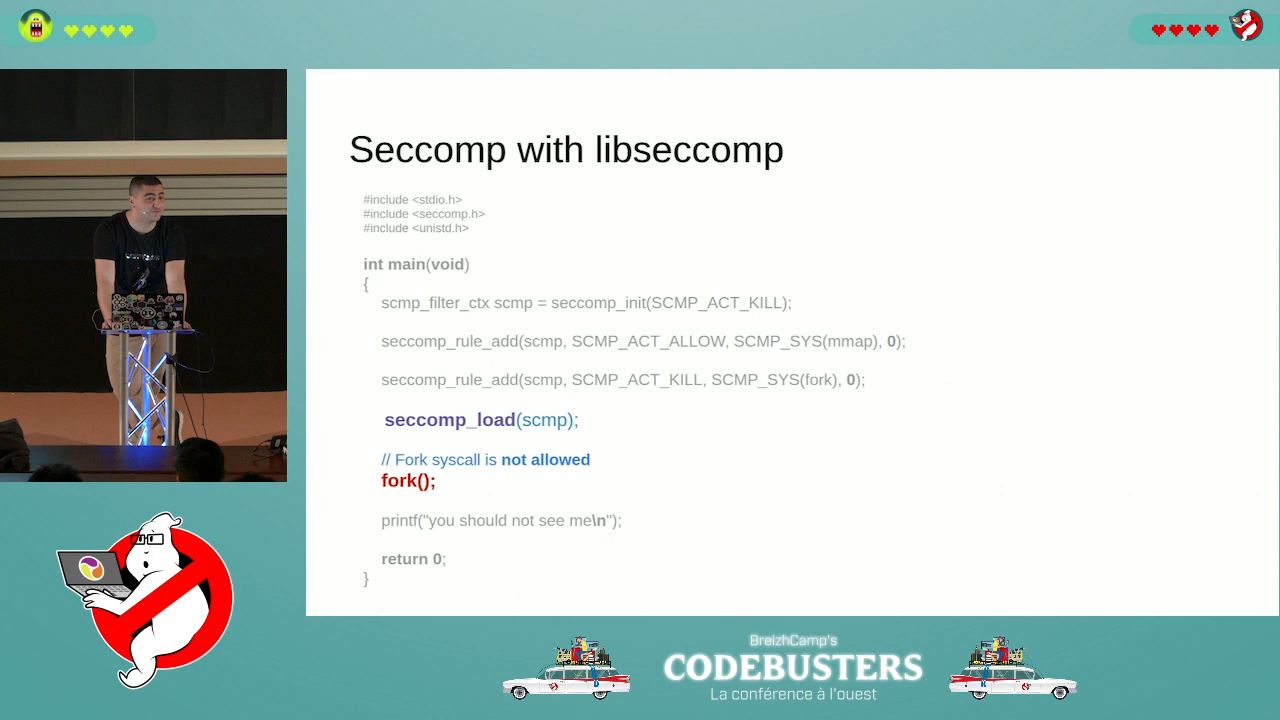 Seccomp with libseccomp
#include <stdio.h>
#include <seccomp.h>
#include <unistd.h>
int main(void)
{
scmp_filter_ctx scmp = seccomp_init(SCMP_ACT_KILL);
seccomp_rule_add(scmp, SCMP_ACT_ALLOW, SCMP_SYS(mmap), 0);
seccomp_rule_add(scmp, SCMP_ACT_KILL, SCMP_SYS(fork), 0);
seccomp_load(scmp);
// Fork syscall is not allowed
fork();
printf("you should not see me\n");
return 0;
}
BreizhCamp's
CODEBUSTERS
La conférence à l'ouest